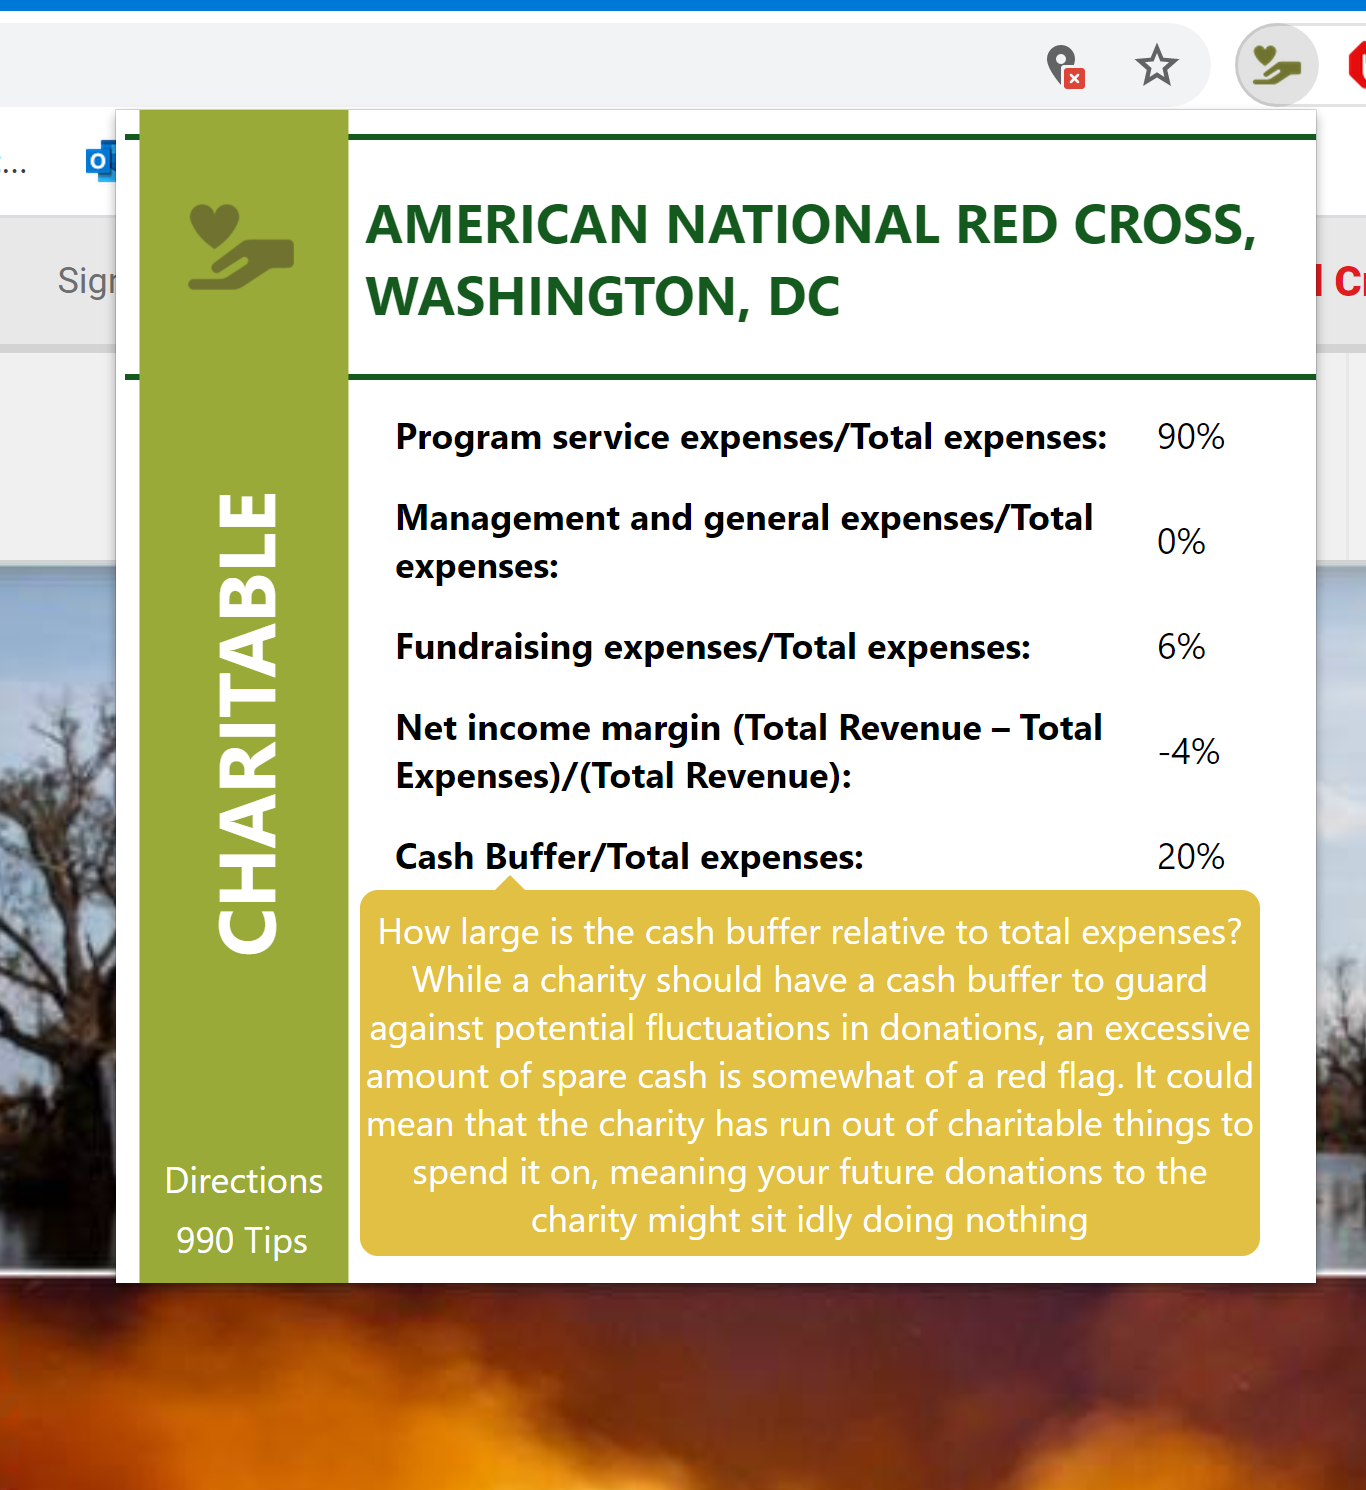 ...
O
Sign
d Cr
AMERICAN NATIONAL RED CROSS,
WASHINGTON, DC
CHARITABLE
Directions
990 Tips
Program service expenses/Total expenses: 90%
Management and general expenses/Total
expenses: 0%
Fundraising expenses/Total expenses: 6%
Net income margin (Total Revenue – Total
Expenses)/(Total Revenue): -4%
Cash Buffer/Total expenses: 20%
How large is the cash buffer relative to total expenses?
While a charity should have a cash buffer to guard
against potential fluctuations in donations, an excessive
amount of spare cash is somewhat of a red flag. It could
mean that the charity has run out of charitable things to
spend it on, meaning your future donations to the
charity might sit idly doing nothing